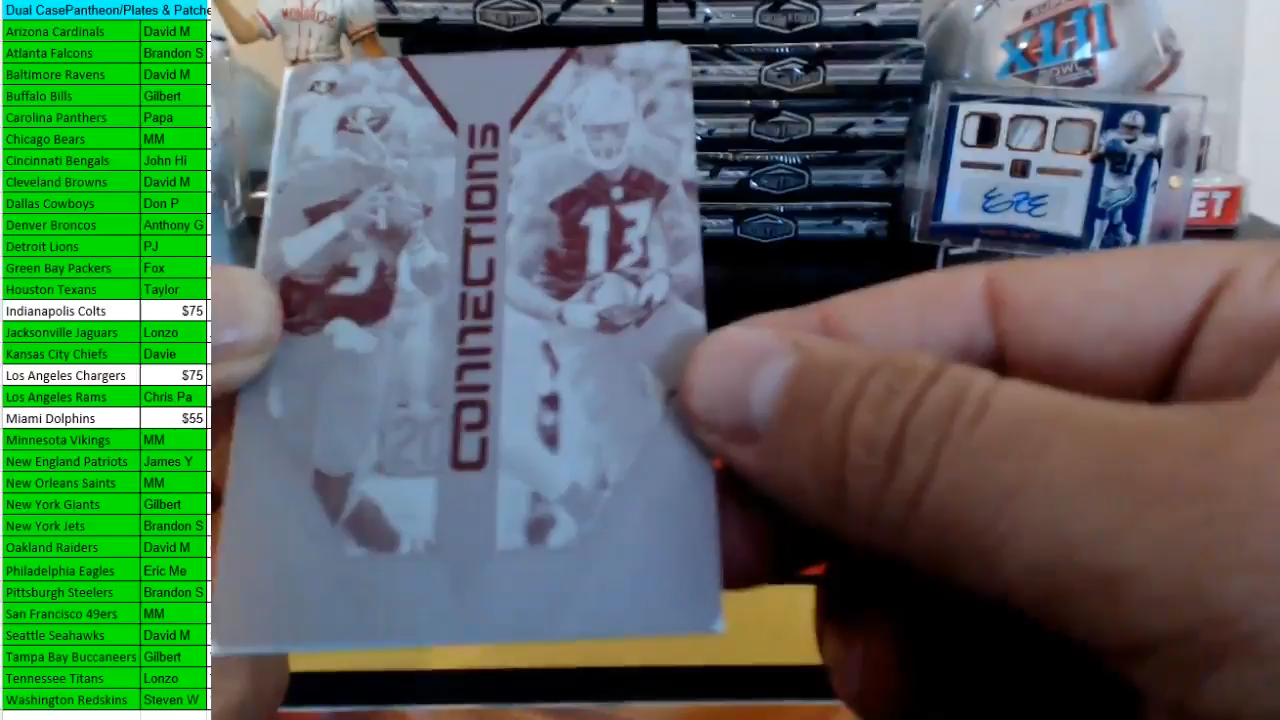 Dual CasePantheon/Plates & Patche
Arizona Cardinals David M
Atlanta Falcons Brandon S
Baltimore Ravens David M
Buffalo Bills Gilbert
Carolina Panthers Papa
Chicago Bears MM
Cincinnati Bengals John Hi
Cleveland Browns David M
Dallas Cowboys Don P
Denver Broncos Anthony G
Detroit Lions PJ
Green Bay Packers Fox
Houston Texans Taylor
Indianapolis Colts $75
Jacksonville Jaguars Lonzo
Kansas City Chiefs Davie
Los Angeles Chargers $75
Los Angeles Rams Chris Pa
Miami Dolphins $55
Minnesota Vikings MM
New England Patriots James Y
New Orleans Saints MM
New York Giants Gilbert
New York Jets Brandon S
Oakland Raiders David M
Philadelphia Eagles Eric Me
Pittsburgh Steelers Brandon S
San Francisco 49ers MM
Seattle Seahawks David M
Tampa Bay Buccaneers Gilbert
Tennessee Titans Lonzo
Washington Redskins Steven W
CONNECTIONS
3
13
XLII
21
ET